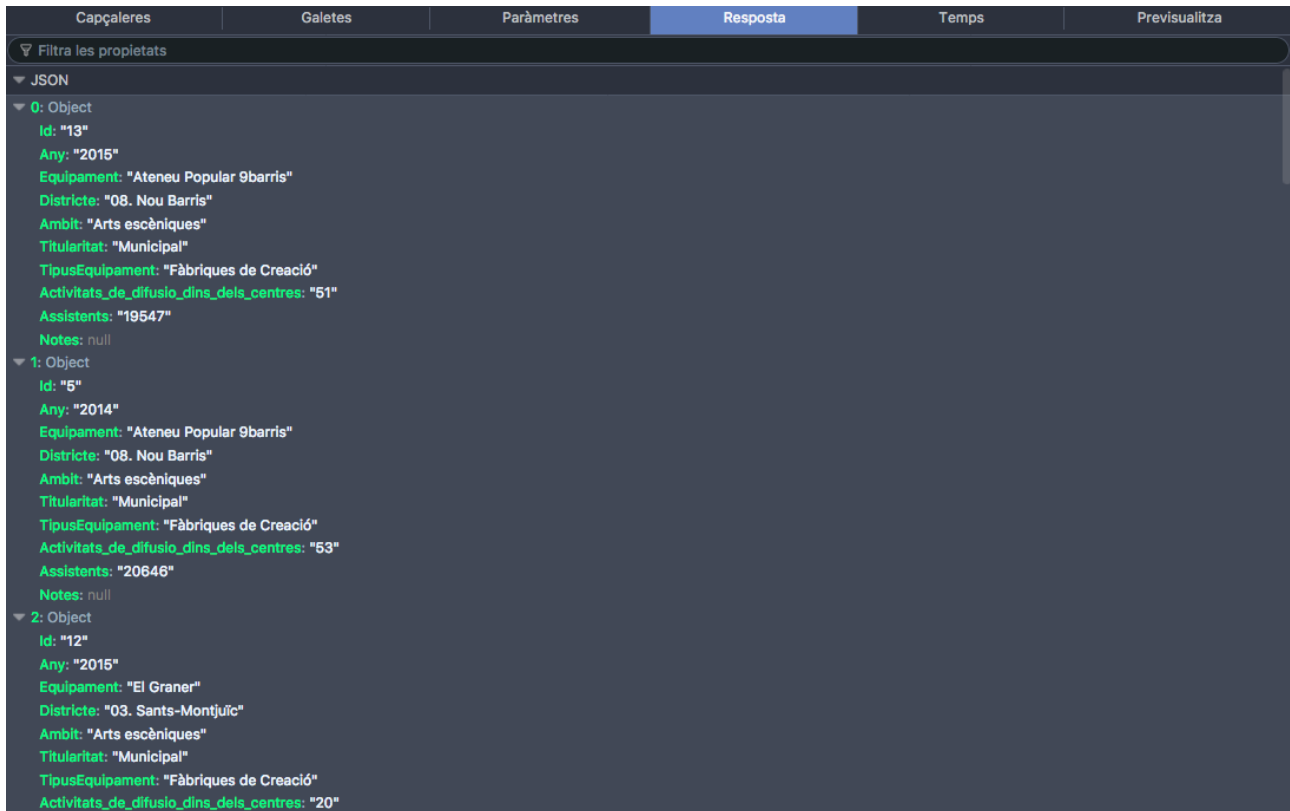 Capçaleres Galetes Paràmetres Resposta Temps Previsualitza
Filtra les propietats
JSON
0: Object
Id: "13"
Any: "2015"
Equipament: "Ateneu Popular 9barris"
Districte: "08. Nou Barris"
Ambit: "Arts escèniques"
Titularitat: "Municipal"
TipusEquipament: "Fàbriques de Creació"
Activitats_de_difusio_dins_dels_centres: "51"
Assistents: "19547"
Notes: null
1: Object
Id: "5"
Any: "2014"
Equipament: "Ateneu Popular 9barris"
Districte: "08. Nou Barris"
Ambit: "Arts escèniques"
Titularitat: "Municipal"
TipusEquipament: "Fàbriques de Creació"
Activitats_de_difusio_dins_dels_centres: "53"
Assistents: "20646"
Notes: null
2: Object
Id: "12"
Any: "2015"
Equipament: "El Graner"
Districte: "03. Sants-Montjuïc"
Ambit: "Arts escèniques"
Titularitat: "Municipal"
TipusEquipament: "Fàbriques de Creació"
Activitats_de_difusio_dins_dels_centres: "20"